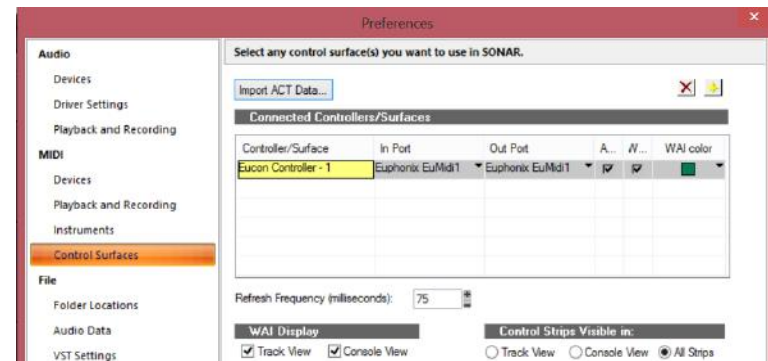 Preferences
Audio
Devices
Driver Settings
Playback and Recording
MIDI
Devices
Playback and Recording
Instruments
Control Surfaces
File
Folder Locations
Audio Data
VST Settings
Select any control surface(s) you want to use in SONAR.
Import ACT Data...
Connected Controllers/Surfaces
Controller/Surface In Port Out Port A... W... WAI color
Eucon Controller - 1 Euphonix EuMidi1 Euphonix EuMidi1
Refresh Frequency (miliseconds): 75
WAI Display
Track View Console View
Control Strips Visible in:
Track View Console View All Strips